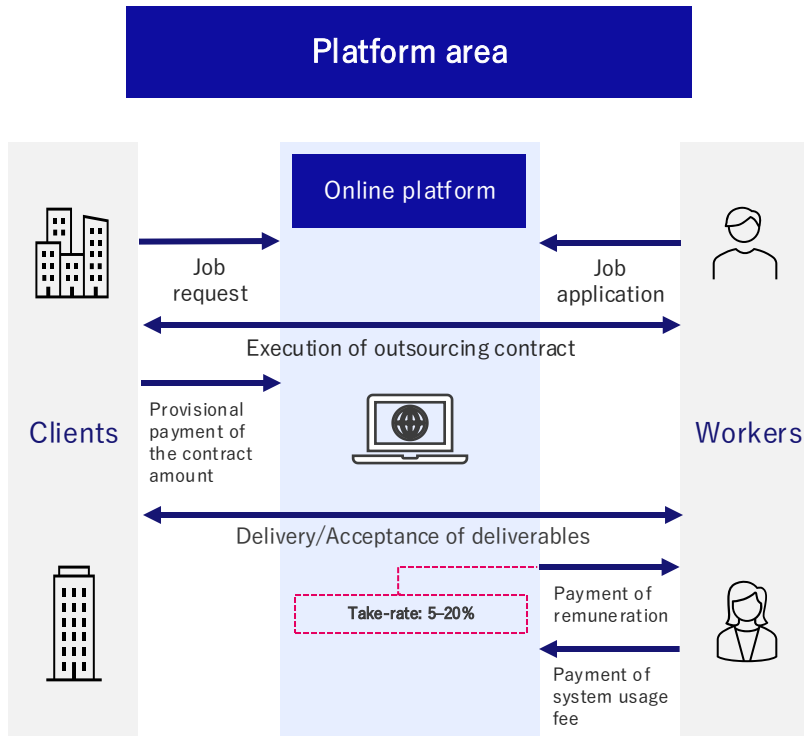 Platform area
Online platform
Job
request
Job
application
Execution of outsourcing contract
Provisional
payment of
the contract
amount
Clients
Workers
Delivery/Acceptance of deliverables
Take-rate: 5–20%
Payment of
remuneration
Payment of
system usage
fee